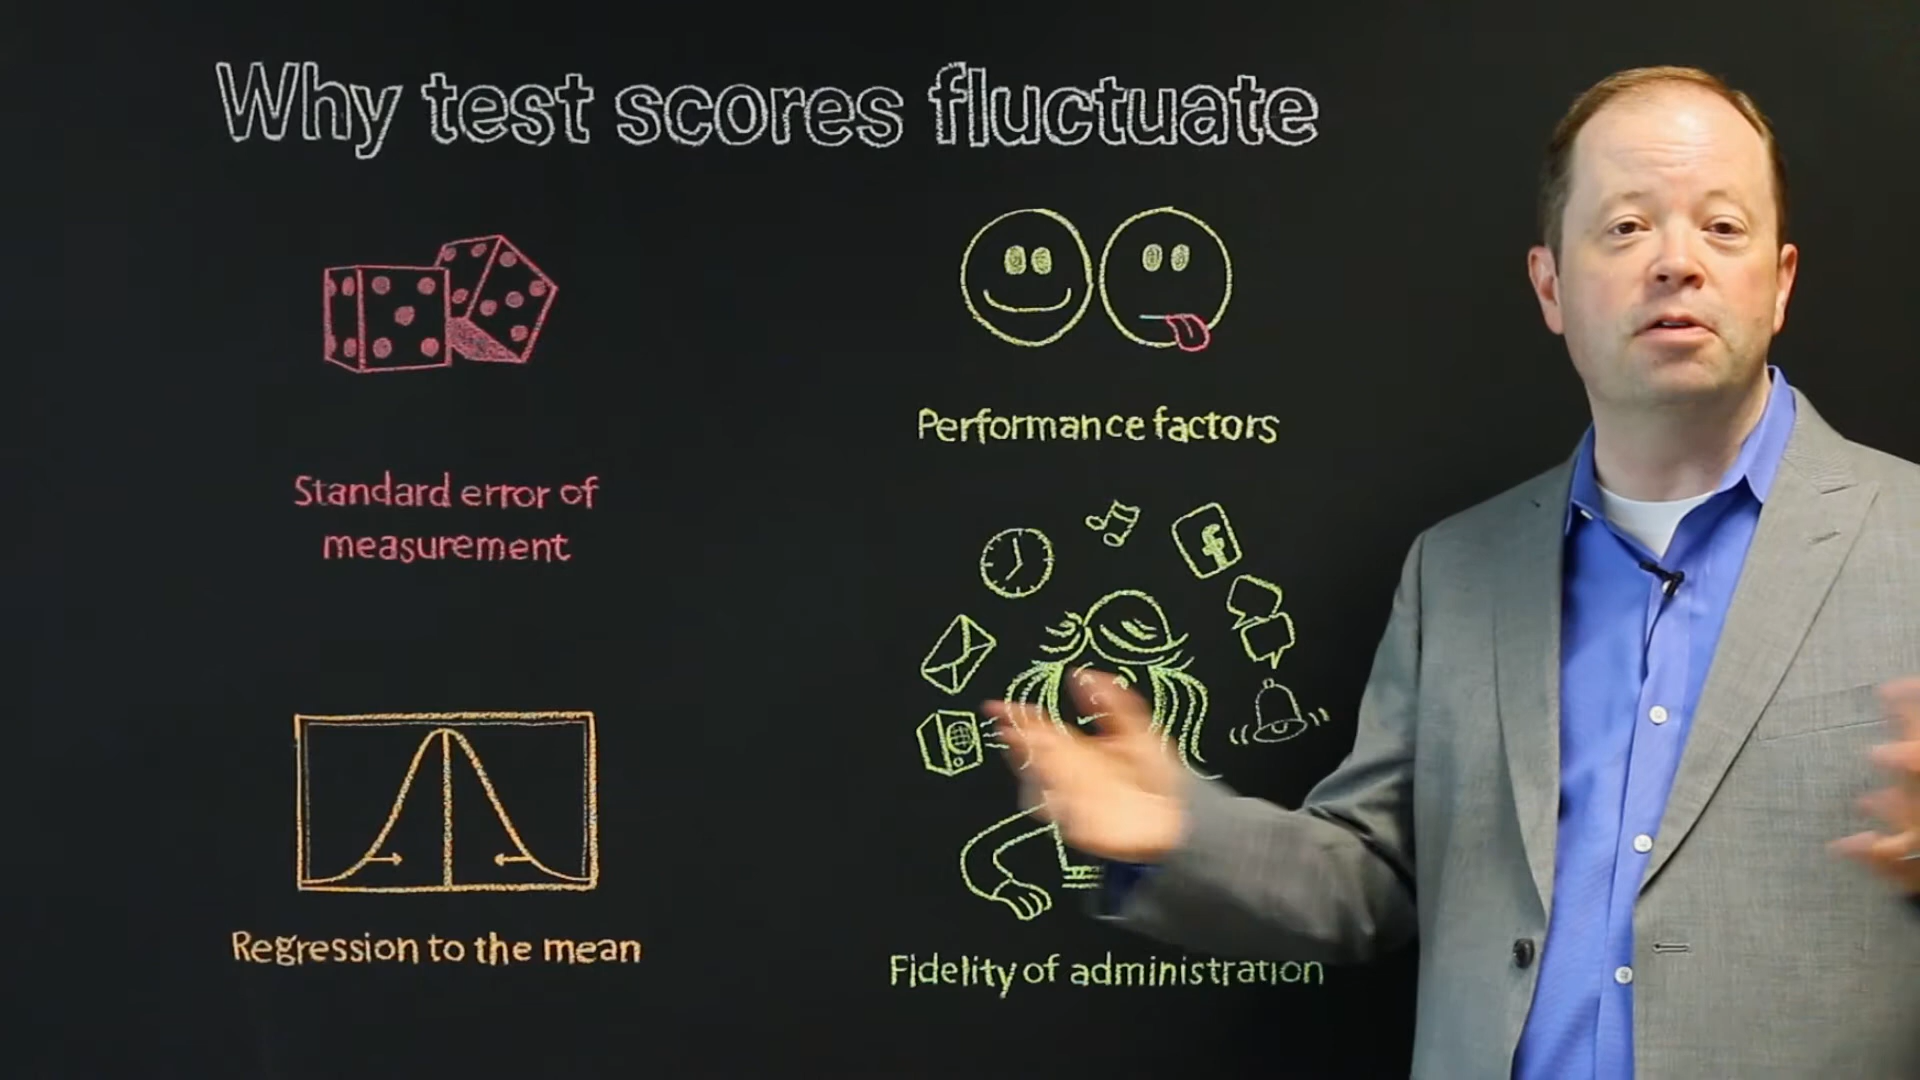 Why test scores fluctuate
Performance factors
Standard error of
measurement
Regression to the mean
Fidelity of administration